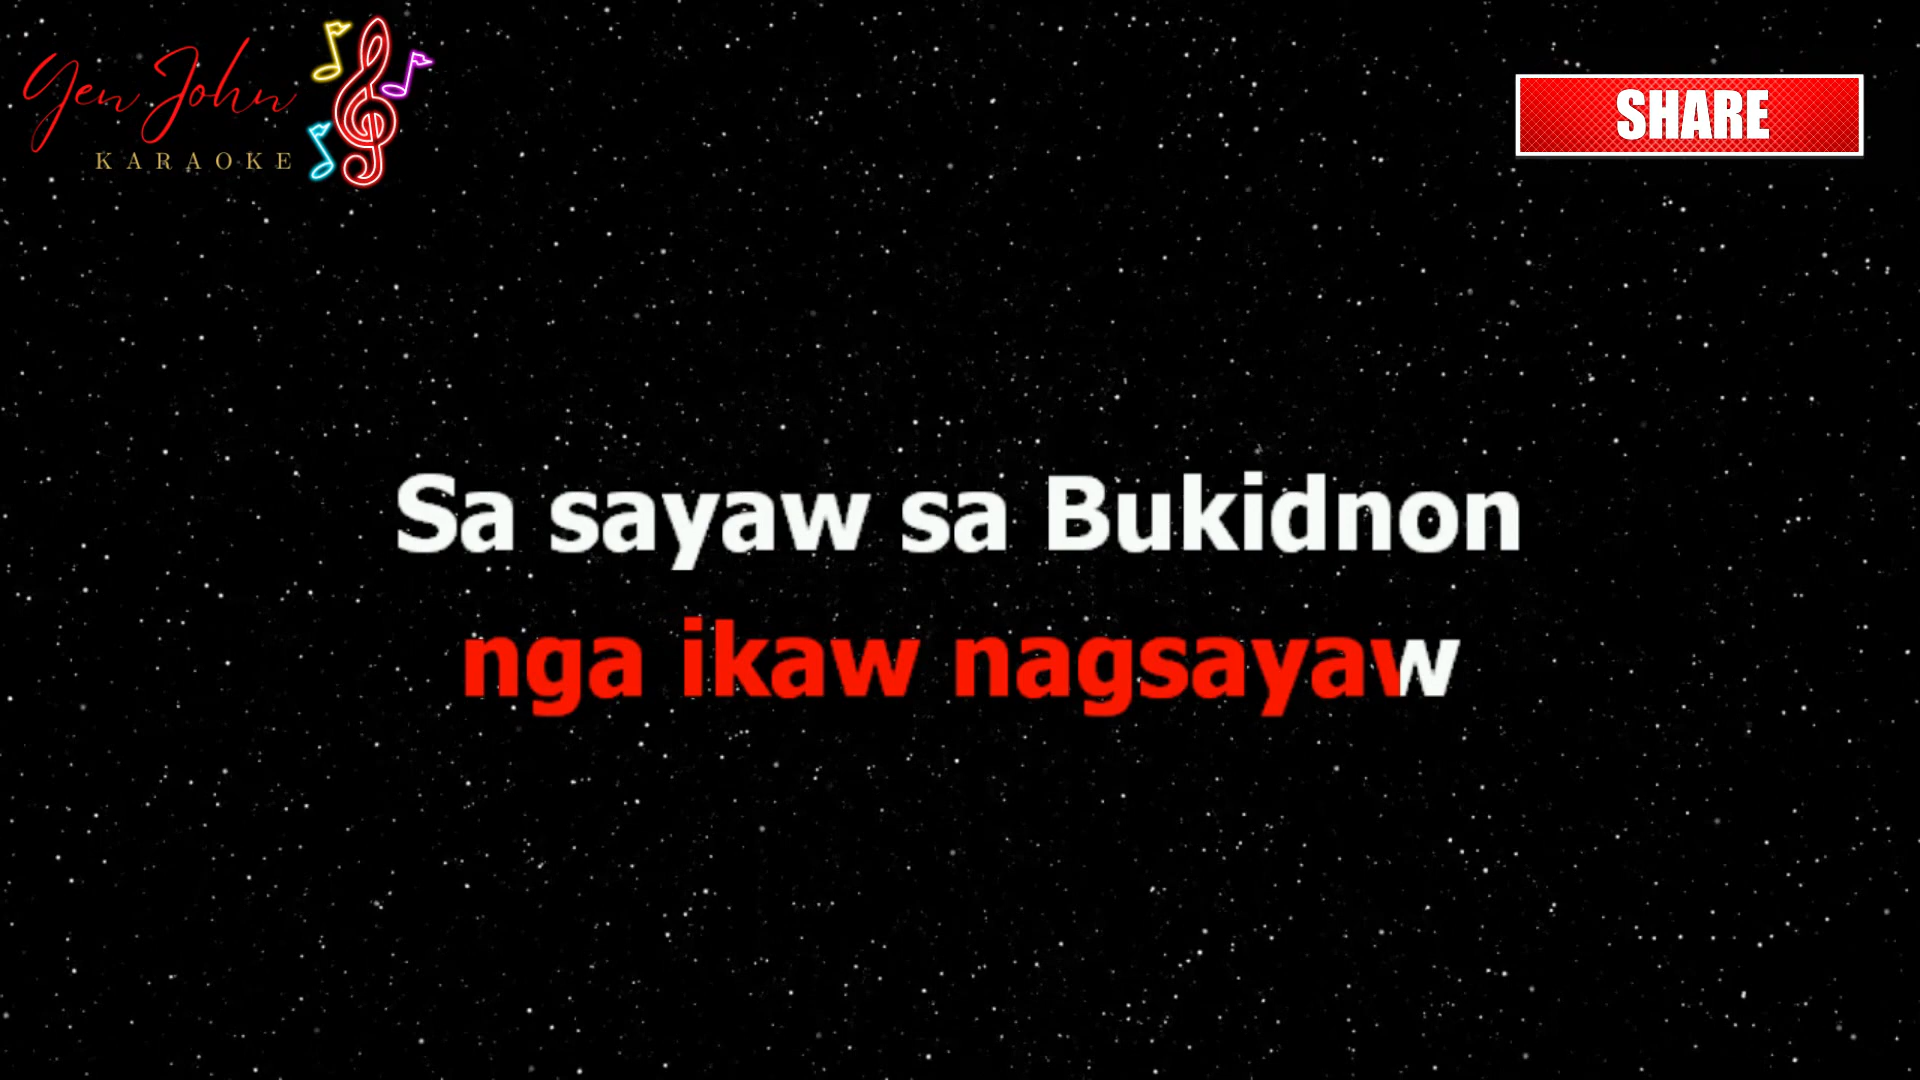 Yen John
KARAOKE
SHARE
Sa sayaw sa Bukidnon
nga ikaw nagsayaw